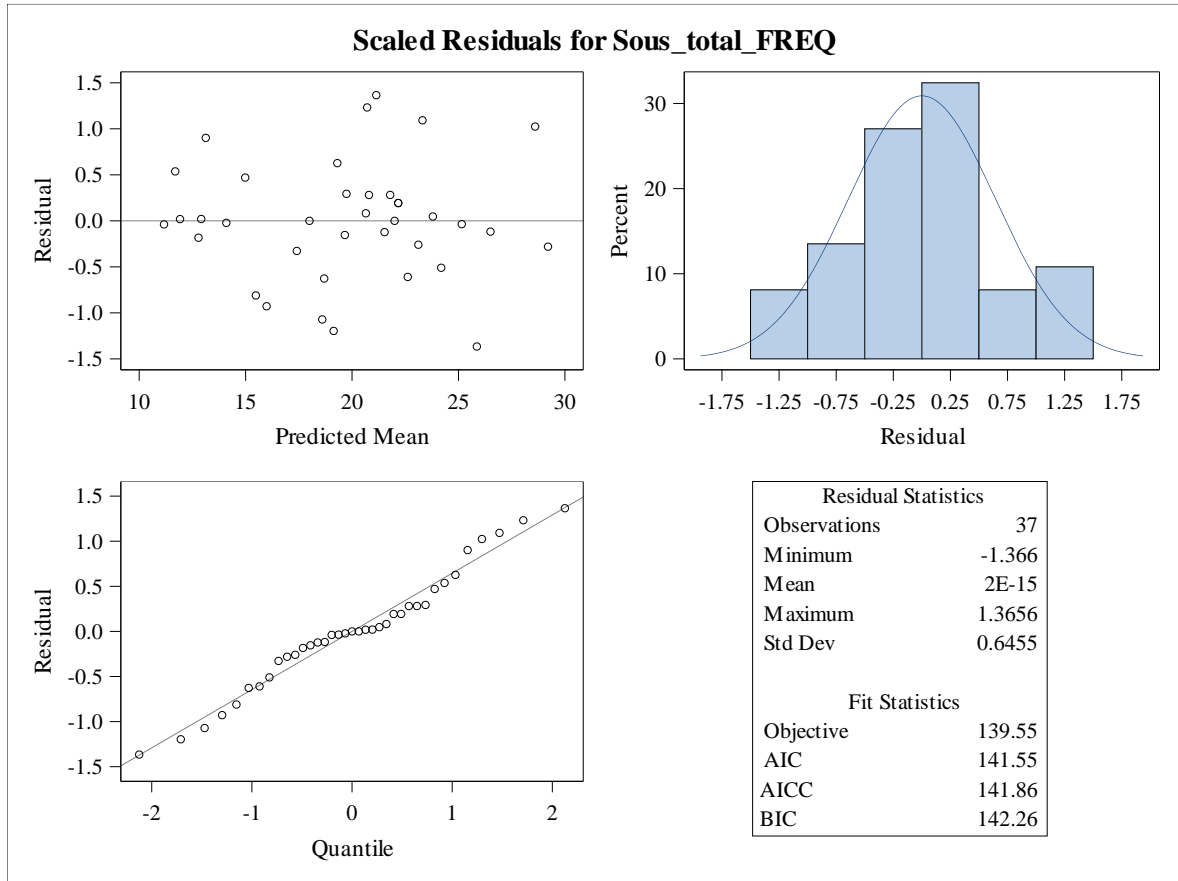 Scaled Residuals for Sous_total_FREQ
1.5
1.0
0.5
0.0
-0.5
-1.0
-1.5
Residual
10 15 20 25 30
Predicted Mean
30
20
10
0
Percent
-1.75 -1.25 -0.75 -0.25 0.25 0.75 1.25 1.75
Residual
1.5
1.0
0.5
0.0
-0.5
-1.0
-1.5
Residual
-2 -1 0 1 2
Quantile
Residual Statistics
Observations 37
Minimum -1.366
Mean 2E-15
Maximum 1.3656
Std Dev 0.6455
Fit Statistics
Objective 139.55
AIC 141.55
AICC 141.86
BIC 142.26